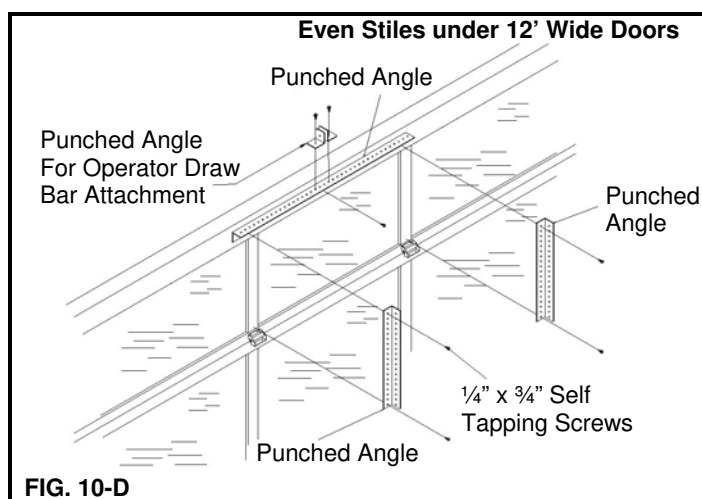 Even Stiles under 12’ Wide Doors
Punched Angle
Punched Angle
For Operator Draw
Bar Attachment
Punched
Angle
¼” x ¾” Self
Tapping Screws
Punched Angle
FIG. 10-D